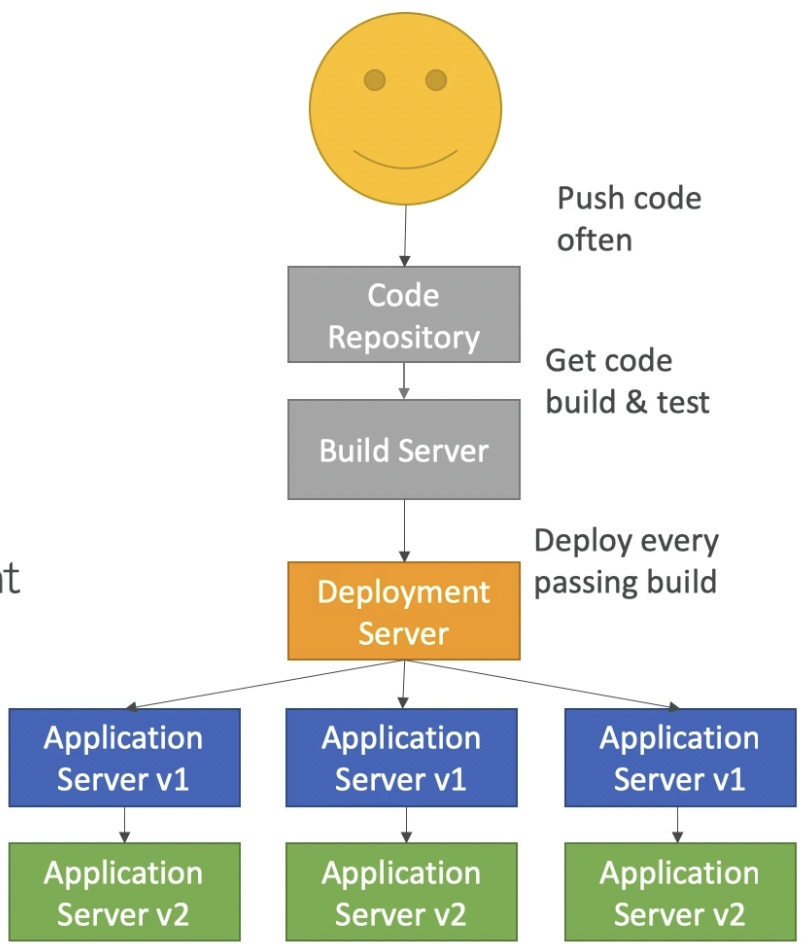 Push code
often
Code
Repository
Get code
build & test
Build Server
Deploy every
passing build
Deployment
Server
Application
Server v1
Application
Server v1
Application
Server v1
Application
Server v2
Application
Server v2
Application
Server v2